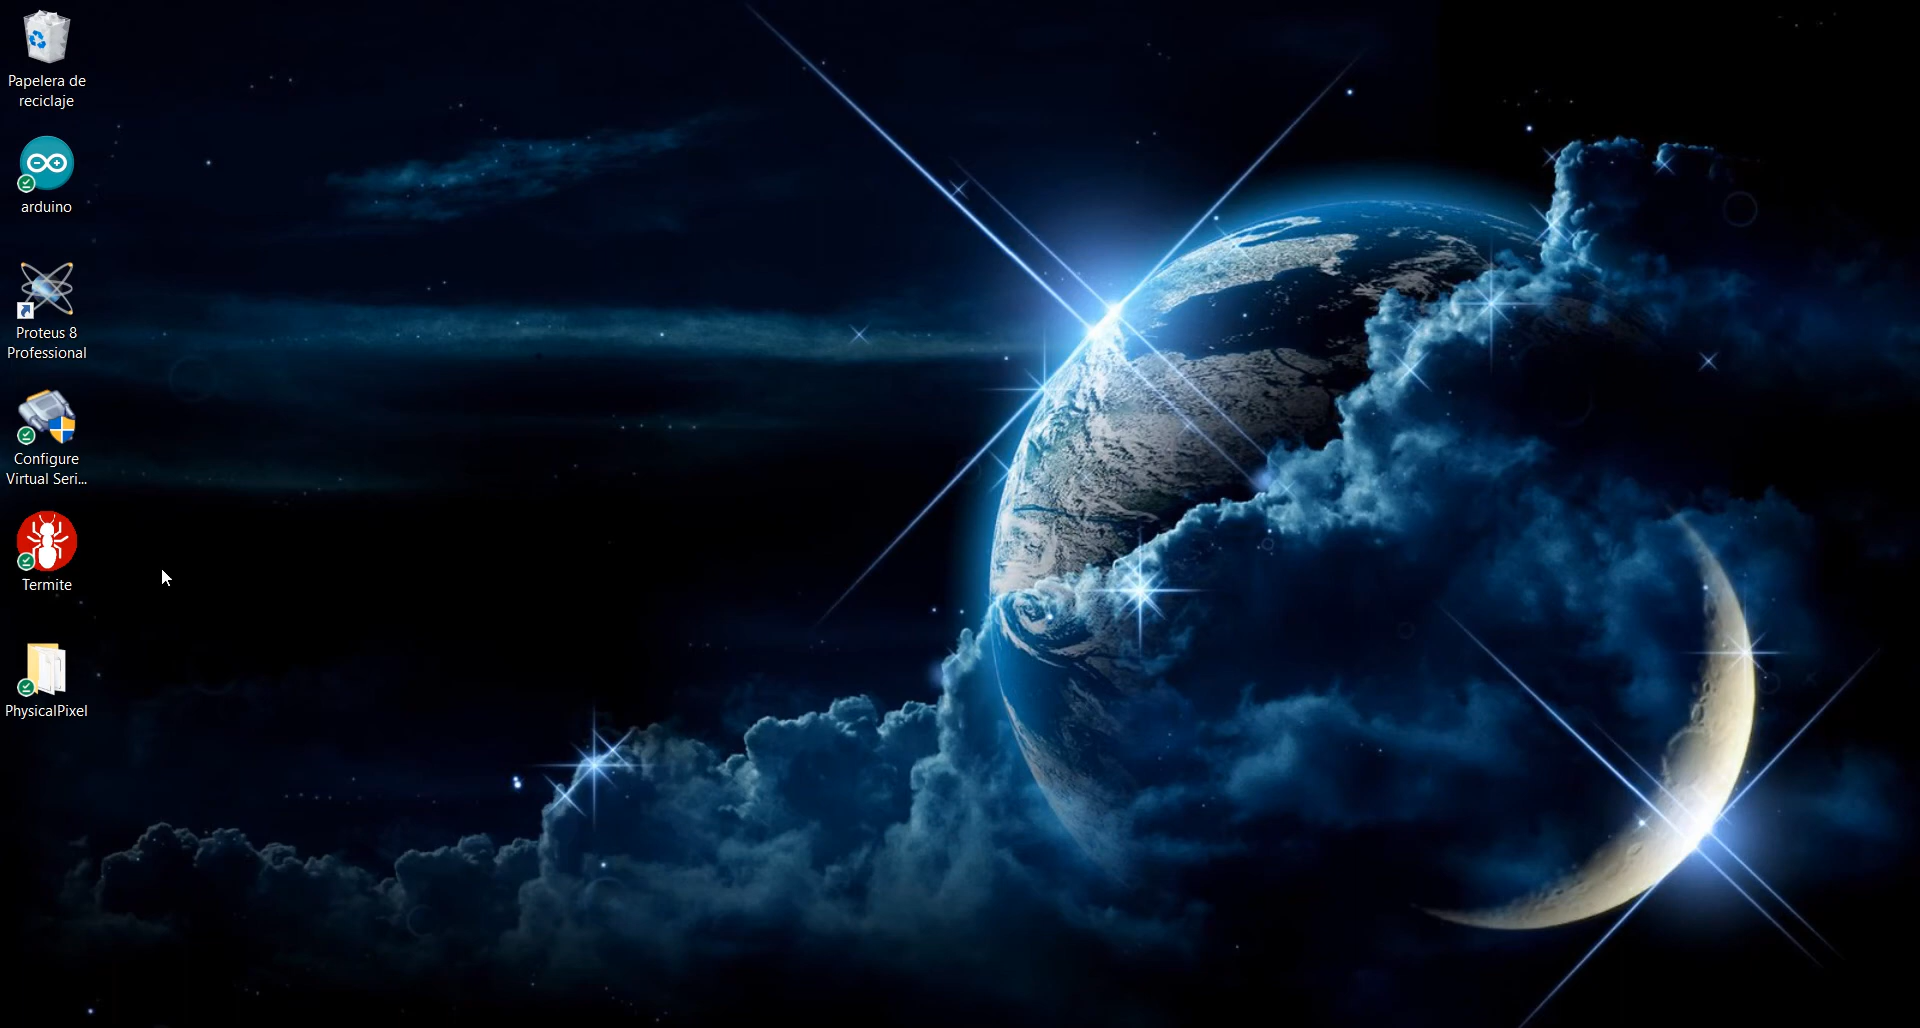 Papelera de
reciclaje
arduino
Proteus 8
Professional
Configure
Virtual Seri...
Termite
PhysicalPixel